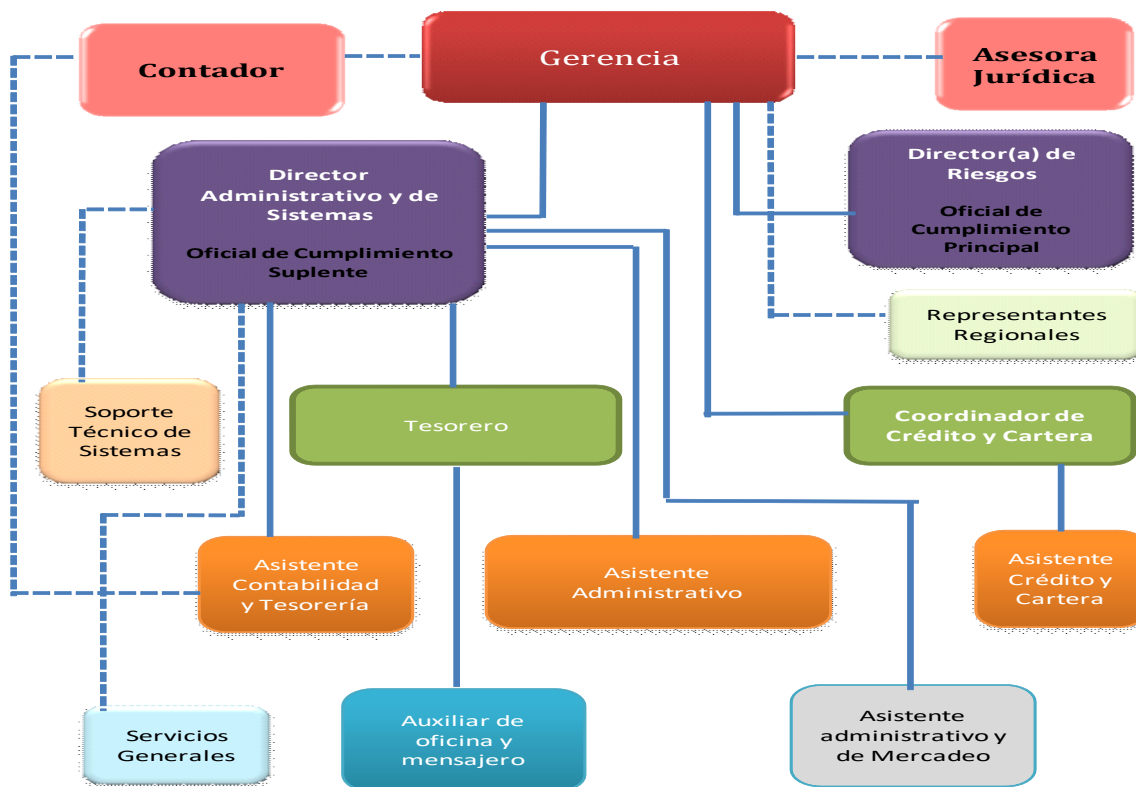 Contador
Gerencia
Asesora
Jurídica
Director
Administrativo y de
Sistemas
Oficial de Cumplimiento
Suplente
Director(a) de
Riesgos
Oficial de
Cumplimiento
Principal
Representantes
Regionales
Soporte
Técnico de
Sistemas
Tesorero
Coordinador de
Crédito y Cartera
Asistente
Contabilidad
y Tesorería
Asistente
Administrativo
Asistente
Crédito y
Cartera
Servicios
Generales
Auxiliar de
oficina y
mensajero
Asistente
administrativo y
de Mercadeo